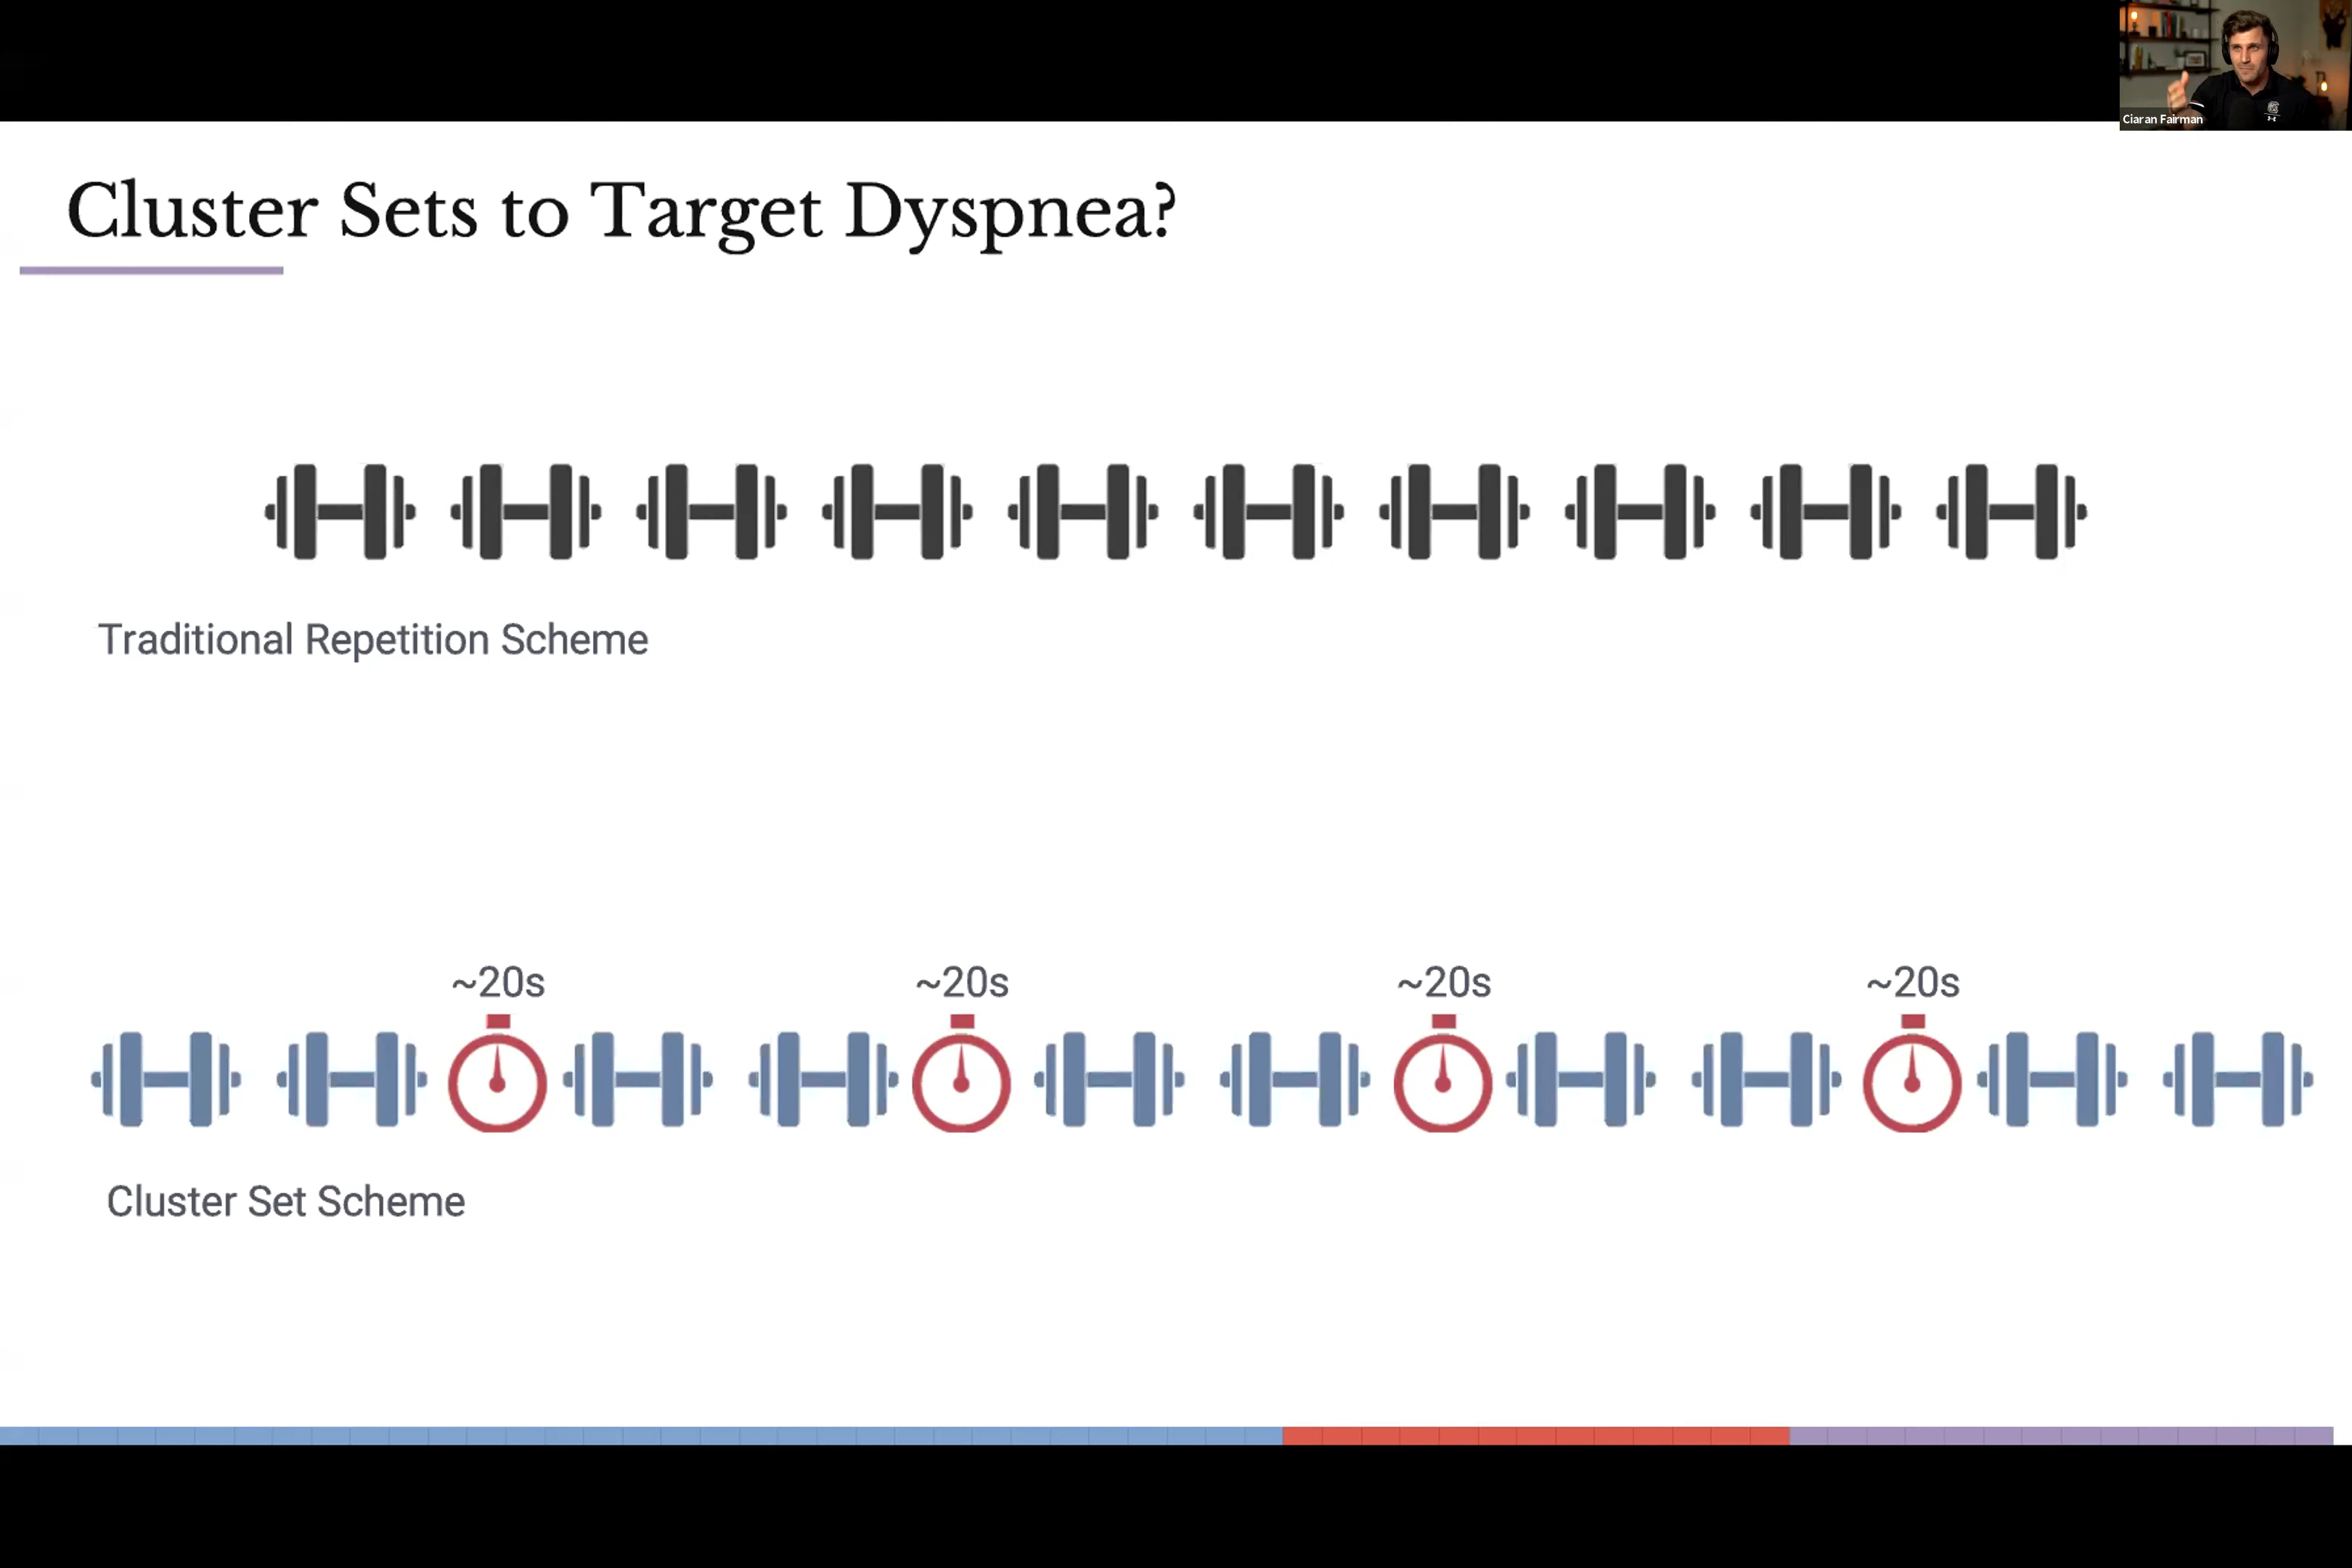 Ciaran Fairman
Cluster Sets to Target Dyspnea?
Traditional Repetition Scheme
~20s ~20s ~20s ~20s
Cluster Set Scheme